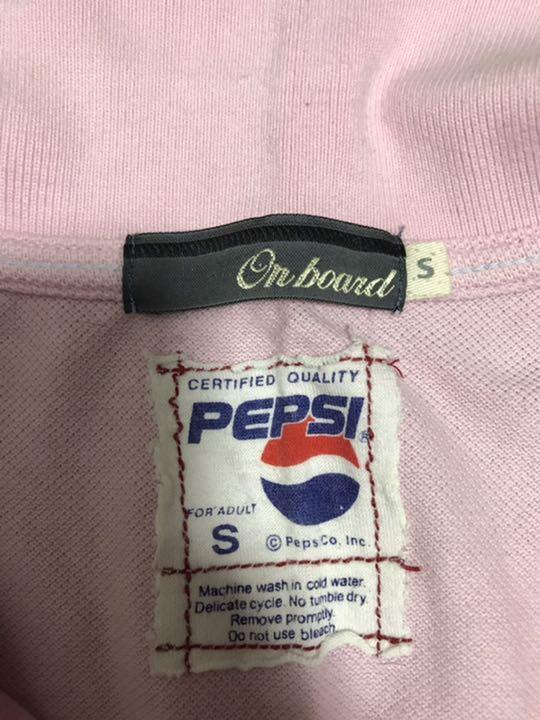 On board
S
CERTIFIED QUALITY
PEPSI®
FOR ADULT
S
© PepsiCo, Inc.
Machine wash in cold water.
Delicate cycle. No tumble dry.
Remove promptly.
Do not use bleach